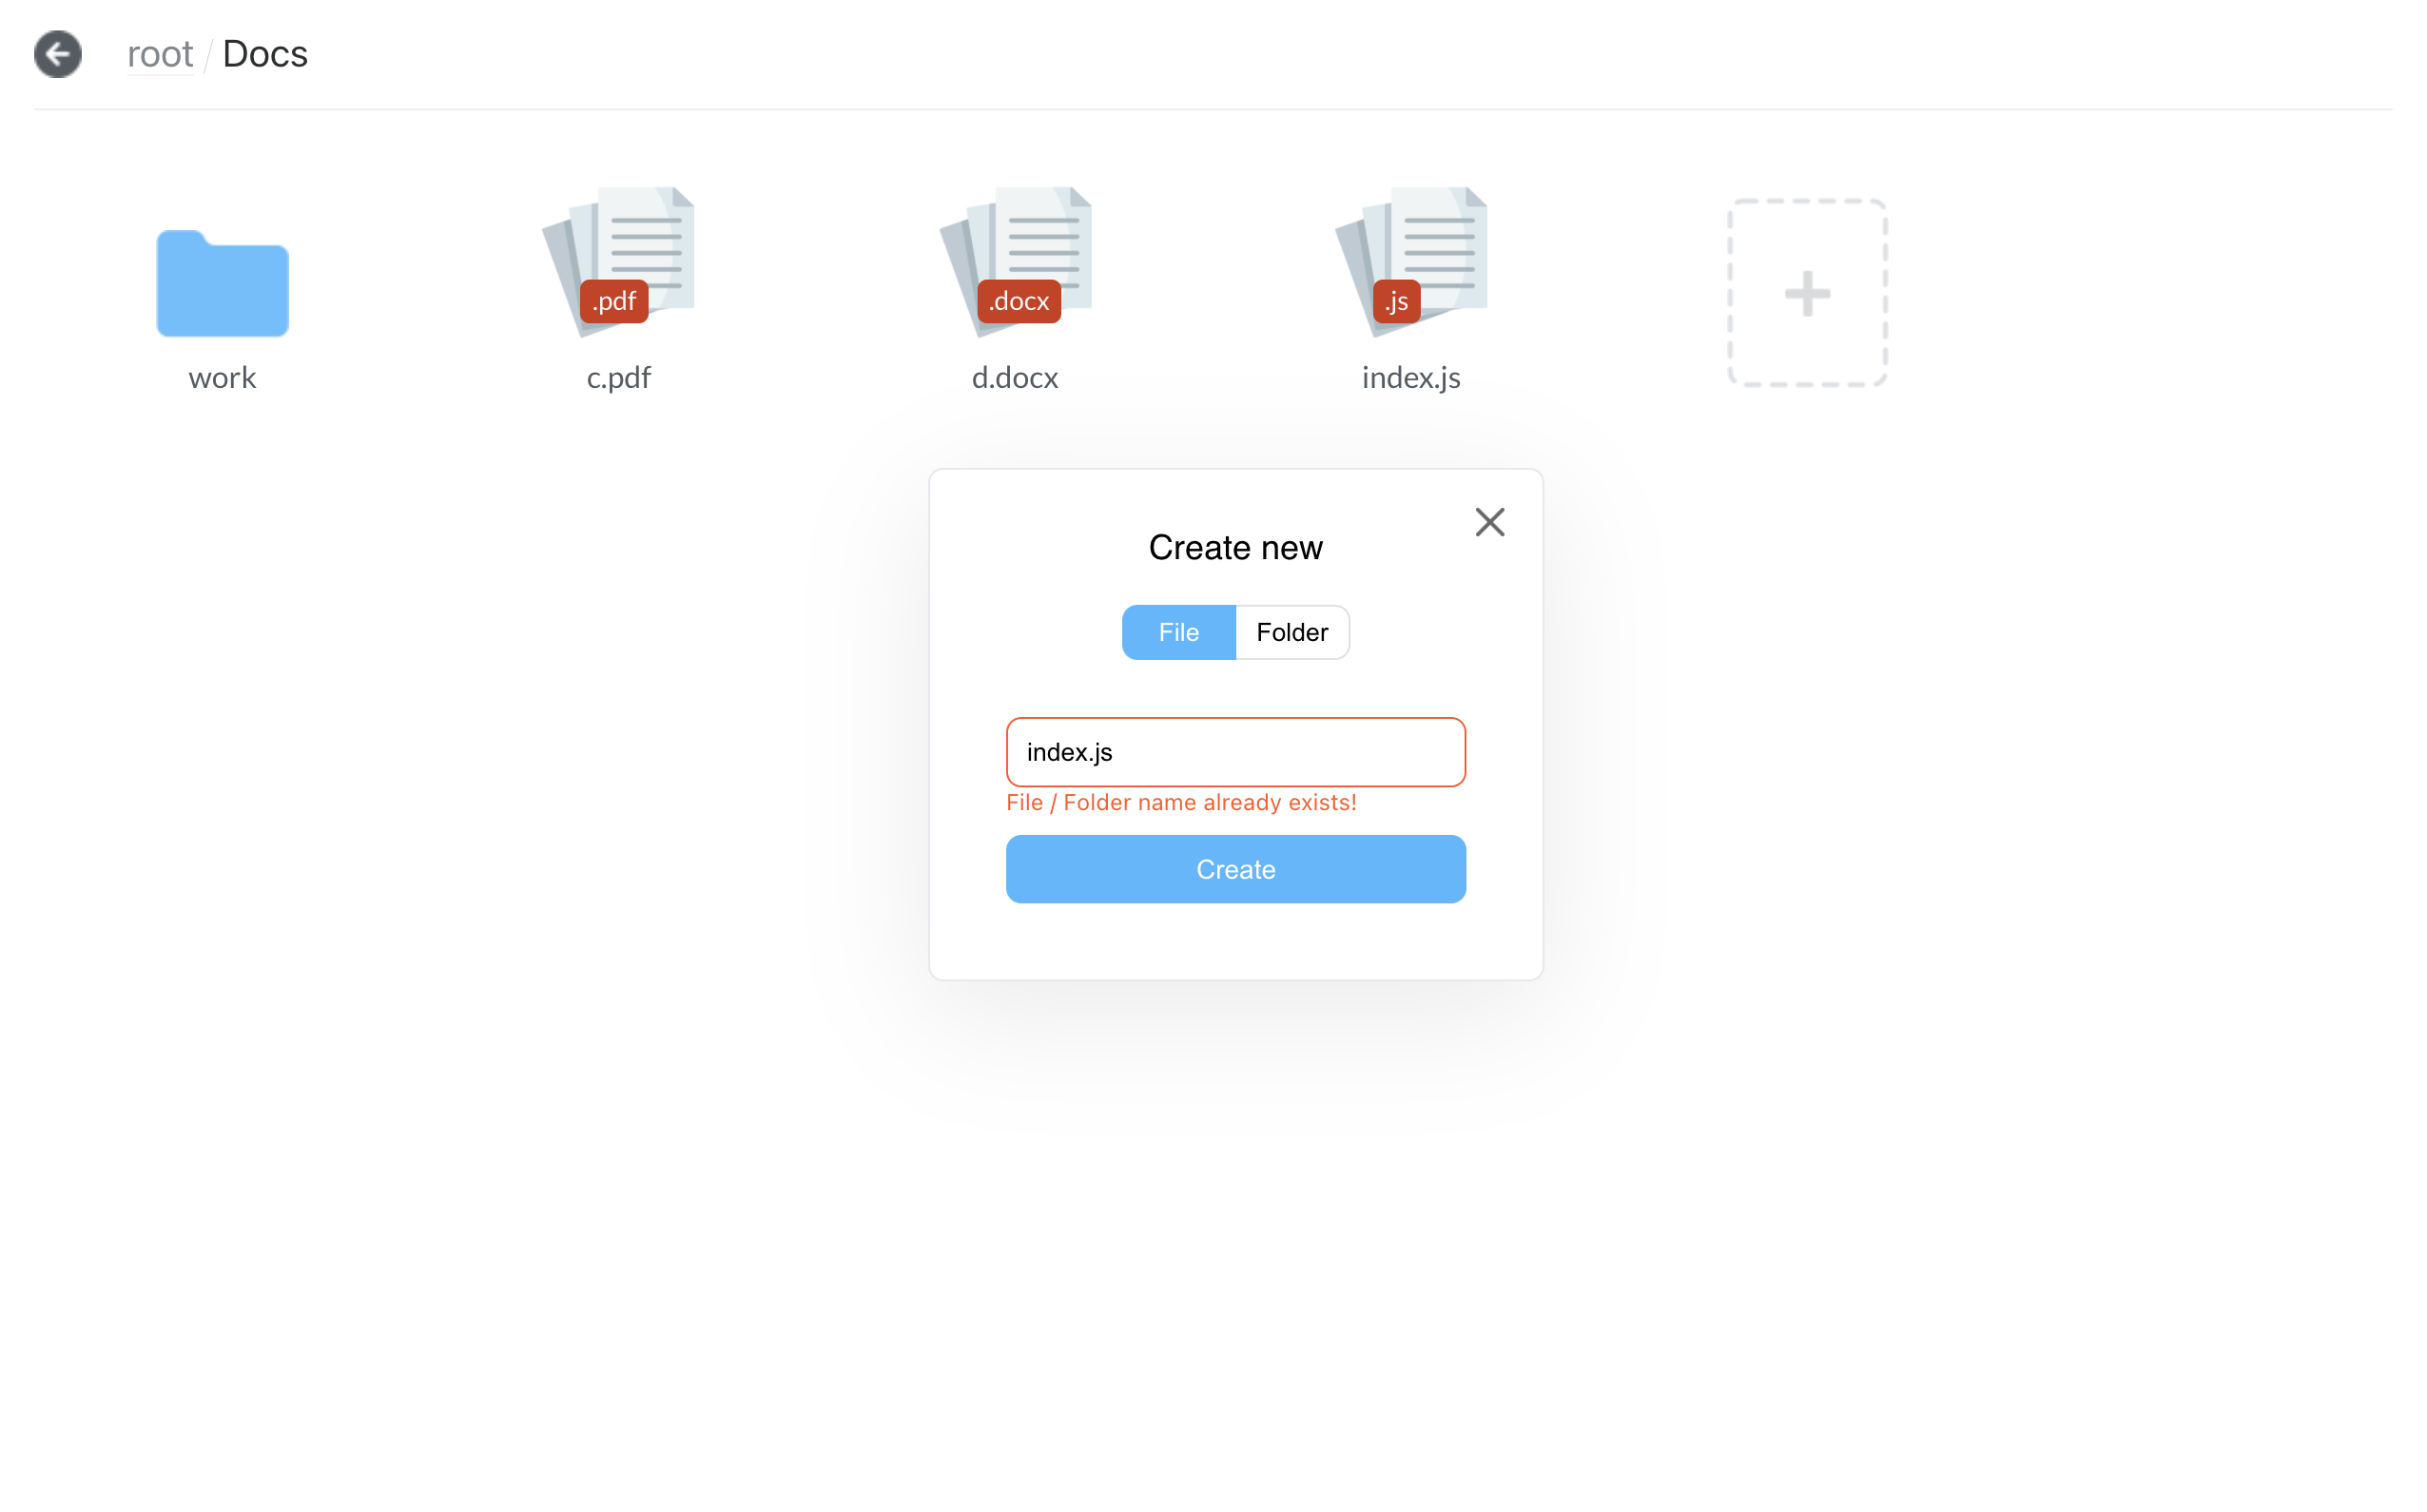 root / Docs
.pdf
.docx
.js
work
c.pdf
d.docx
index.js
Create new
File
Folder
index.js
File / Folder name already exists!
Create